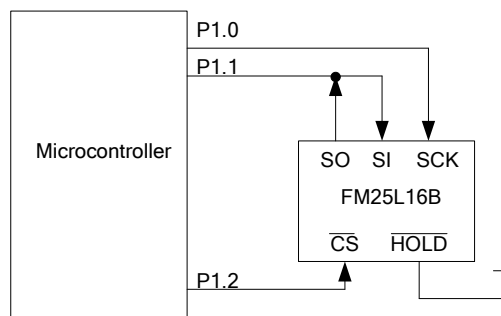 P1.0
P1.1
Microcontroller
SO SI SCK
FM25L16B
CS HOLD
P1.2